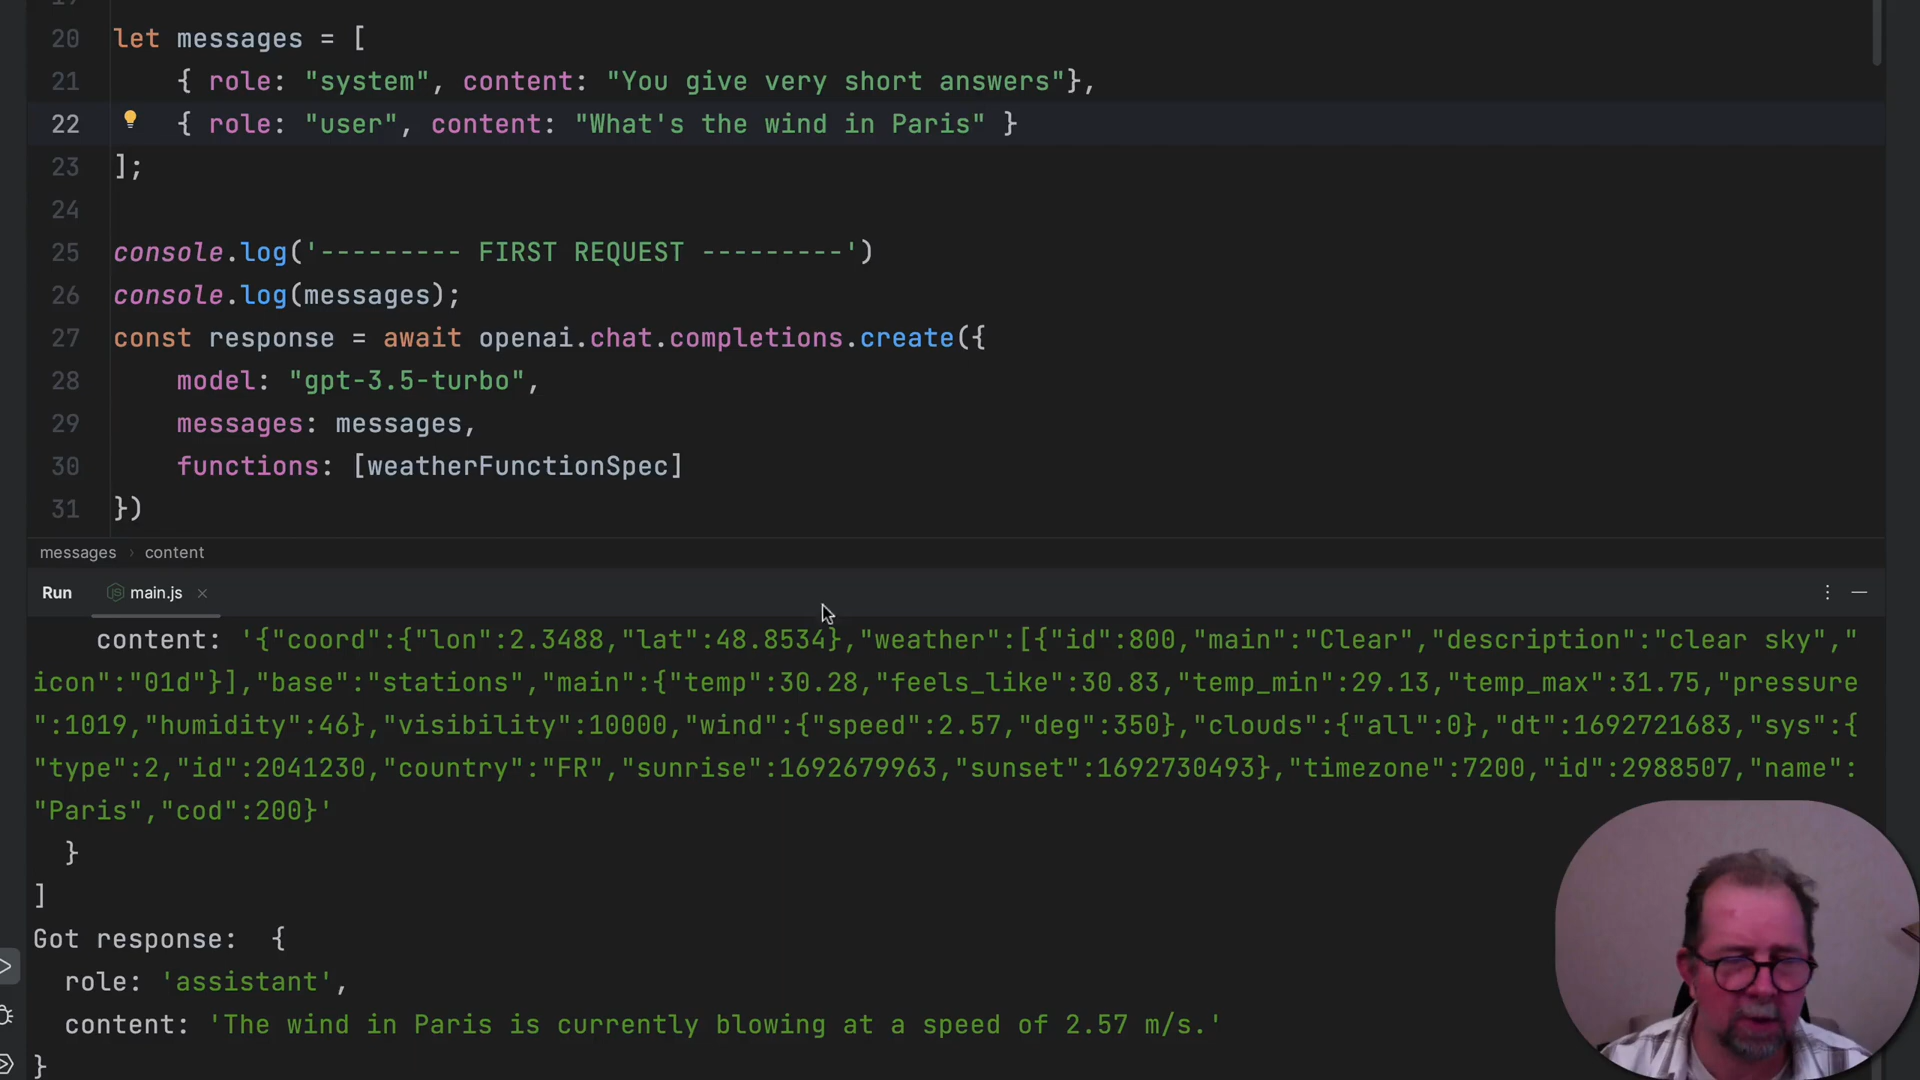 20 let messages = [
21 { role: "system", content: "You give very short answers"},
22 { role: "user", content: "What's the wind in Paris" }
23 ];
24
25 console.log('--------- FIRST REQUEST ---------')
26 console.log(messages);
27 const response = await openai.chat.completions.create({
28 model: "gpt-3.5-turbo",
29 messages: messages,
30 functions: [weatherFunctionSpec]
31 })
messages › content
Run JS main.js ×
content: '{"coord":{"lon":2.3488,"lat":48.8534},"weather":[{"id":800,"main":"Clear","description":"clear sky","
icon":"01d"}],"base":"stations","main":{"temp":30.28,"feels_like":30.83,"temp_min":29.13,"temp_max":31.75,"pressure
":1019,"humidity":46},"visibility":10000,"wind":{"speed":2.57,"deg":350},"clouds":{"all":0},"dt":1692721683,"sys":{
"type":2,"id":2041230,"country":"FR","sunrise":1692679963,"sunset":1692730493},"timezone":7200,"id":2988507,"name":
"Paris","cod":200}'
}
]
Got response: {
role: 'assistant',
content: 'The wind in Paris is currently blowing at a speed of 2.57 m/s.'
}